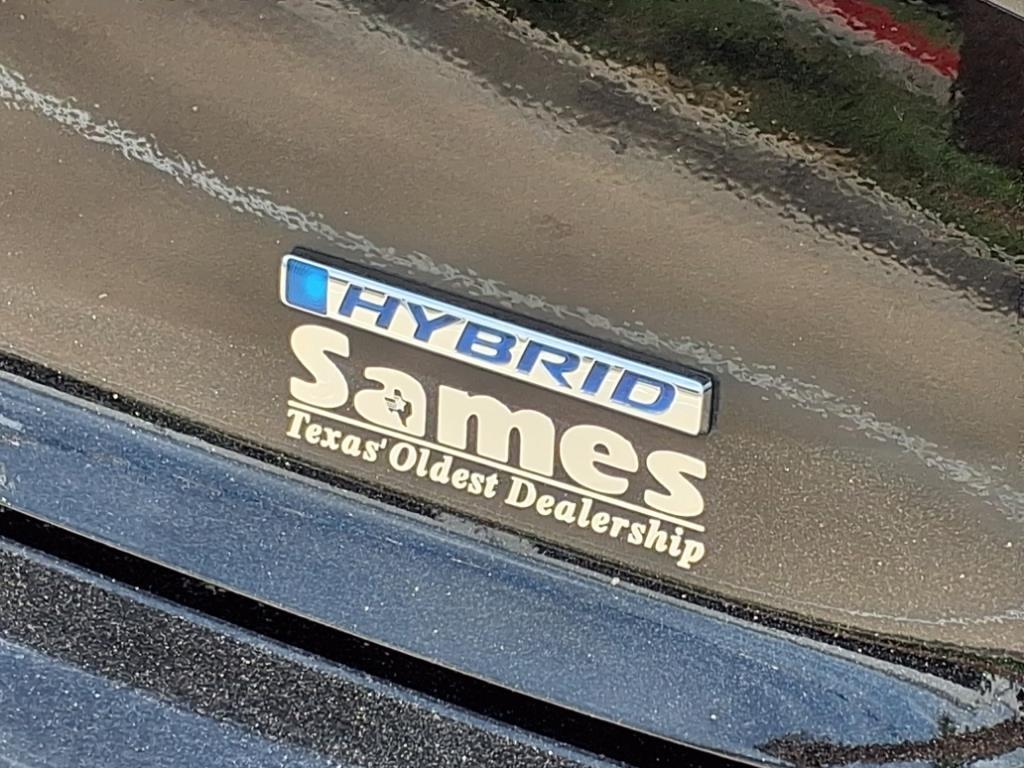 HYBRID
Sames
Texas' Oldest Dealership